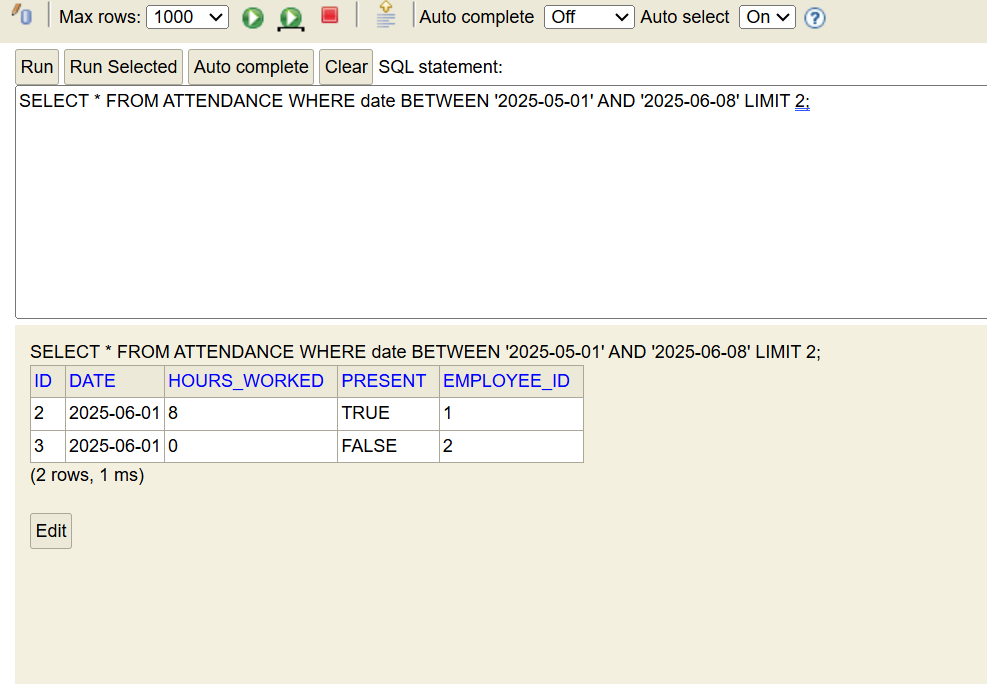 Max rows: 1000 Auto complete Off Auto select On ?
Run Run Selected Auto complete Clear SQL statement:
SELECT * FROM ATTENDANCE WHERE date BETWEEN '2025-05-01' AND '2025-06-08' LIMIT 2;
SELECT * FROM ATTENDANCE WHERE date BETWEEN '2025-05-01' AND '2025-06-08' LIMIT 2;
ID DATE HOURS_WORKED PRESENT EMPLOYEE_ID
2 2025-06-01 8 TRUE 1
3 2025-06-01 0 FALSE 2
(2 rows, 1 ms)
Edit